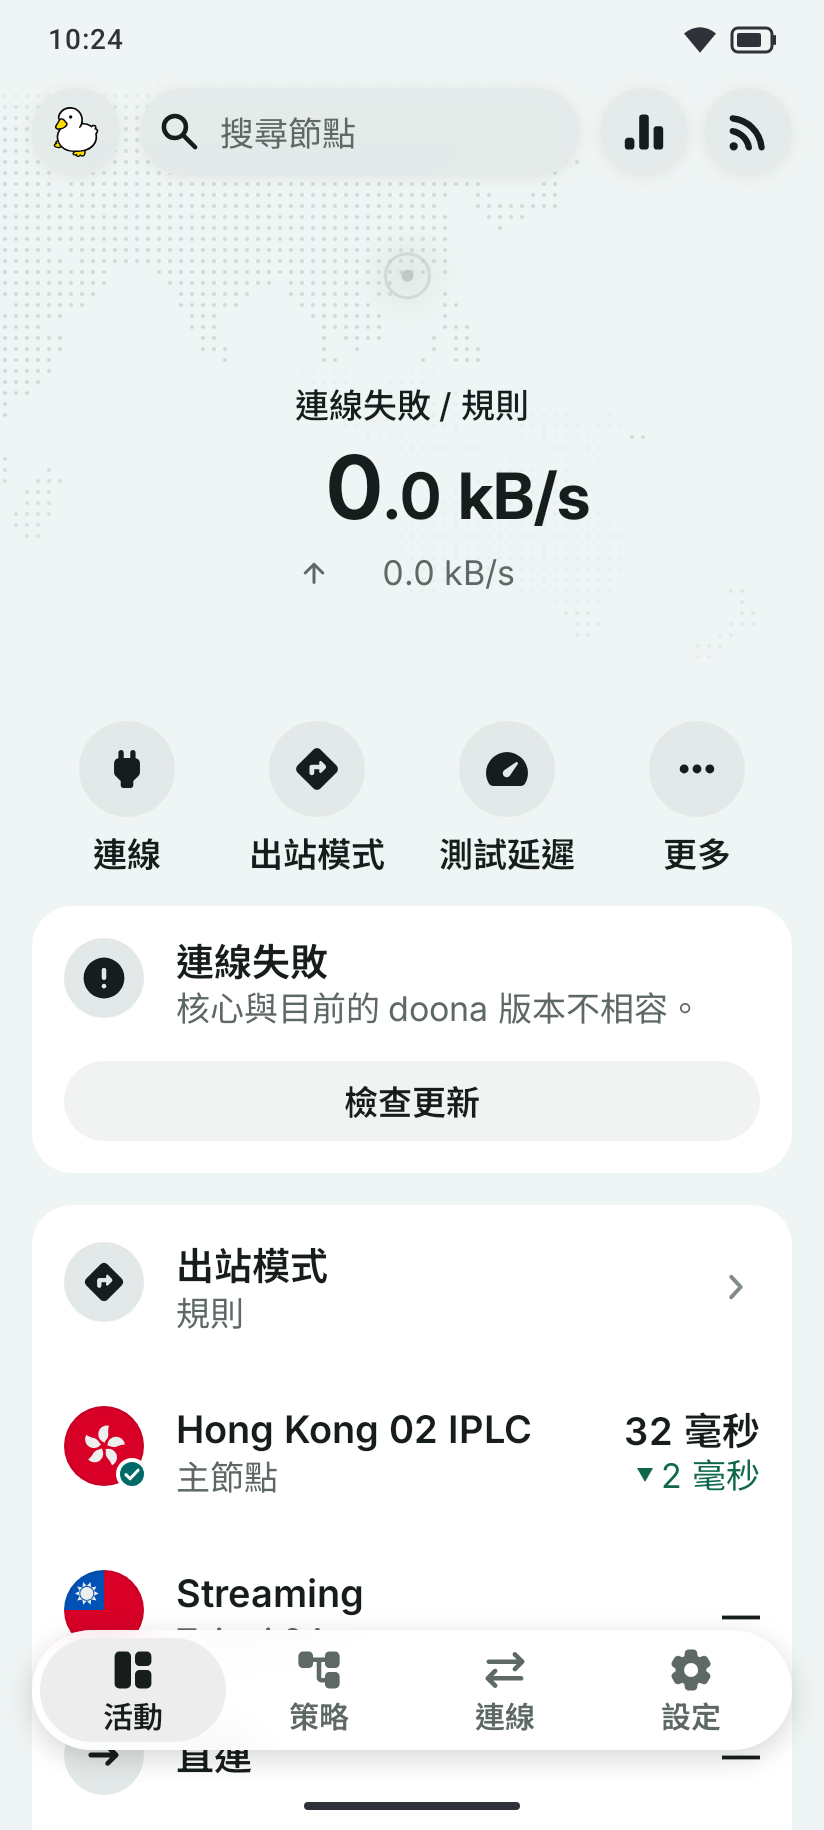 10:24
搜尋節點
連線失敗 / 規則
0.0 kB/s
0.0 kB/s
連線
出站模式
測試延遲
更多
連線失敗
核心與目前的 doona 版本不相容。
檢查更新
出站模式
規則
Hong Kong 02 IPLC
32 毫秒
主節點
2 毫秒
Streaming
活動
策略
連線
設定
直連